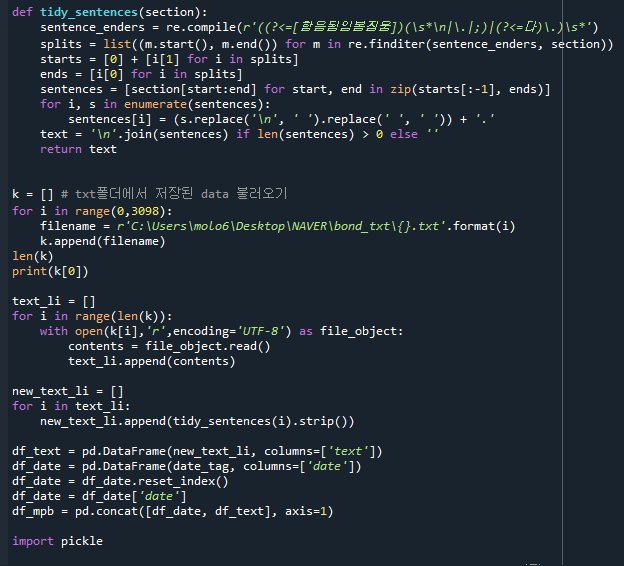 def tidy_sentences(section):
    sentence_enders = re.compile(r'((?<=[함음됨임봄짐움])(\s*\n|\.|;)|(?<=다)\.)\s*')
    splits = list((m.start(), m.end()) for m in re.finditer(sentence_enders, section))
    starts = [0] + [i[1] for i in splits]
    ends = [i[0] for i in splits]
    sentences = [section[start:end] for start, end in zip(starts[:-1], ends)]
    for i, s in enumerate(sentences):
        sentences[i] = (s.replace('\n', ' ').replace(' ', ' ')) + '.'
    text = '\n'.join(sentences) if len(sentences) > 0 else ''
    return text
k = [] # txt폴더에서 저장된 data 불러오기
for i in range(0,3098):
    filename = r'C:\Users\molo6\Desktop\NAVER\bond_txt\{}.txt'.format(i)
    k.append(filename)
len(k)
print(k[0])
text_li = []
for i in range(len(k)):
    with open(k[i],'r',encoding='UTF-8') as file_object:
        contents = file_object.read()
        text_li.append(contents)
new_text_li = []
for i in text_li:
    new_text_li.append(tidy_sentences(i).strip())
df_text = pd.DataFrame(new_text_li, columns=['text'])
df_date = pd.DataFrame(date_tag, columns=['date'])
df_date = df_date.reset_index()
df_date = df_date['date']
df_mpb = pd.concat([df_date, df_text], axis=1)
import pickle